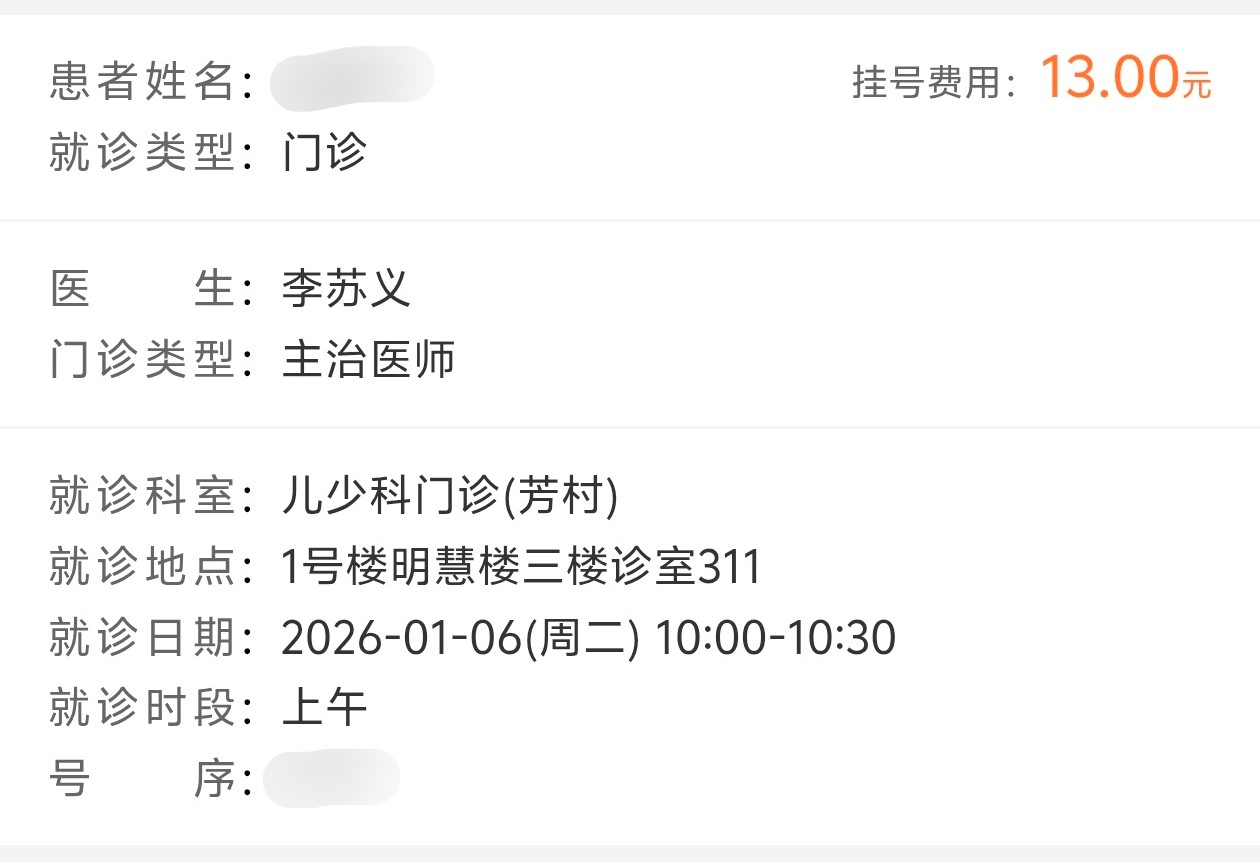 患者姓名： 挂号费用：13.00元
就诊类型：门诊
医生：李苏义
门诊类型：主治医师
就诊科室：儿少科门诊(芳村)
就诊地点：1号楼明慧楼三楼诊室311
就诊日期：2026-01-06(周二) 10:00-10:30
就诊时段：上午
号序：